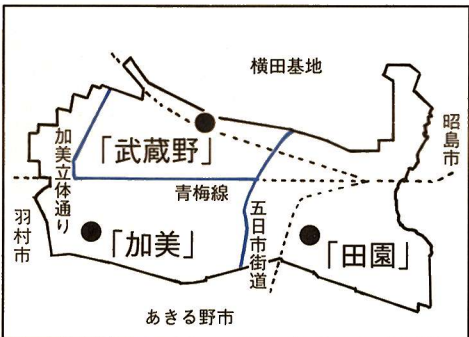 横田基地
昭島市
加美立体通り
「武蔵野」
青梅線
羽村市
「加美」
五日市街道
「田園」
あきる野市